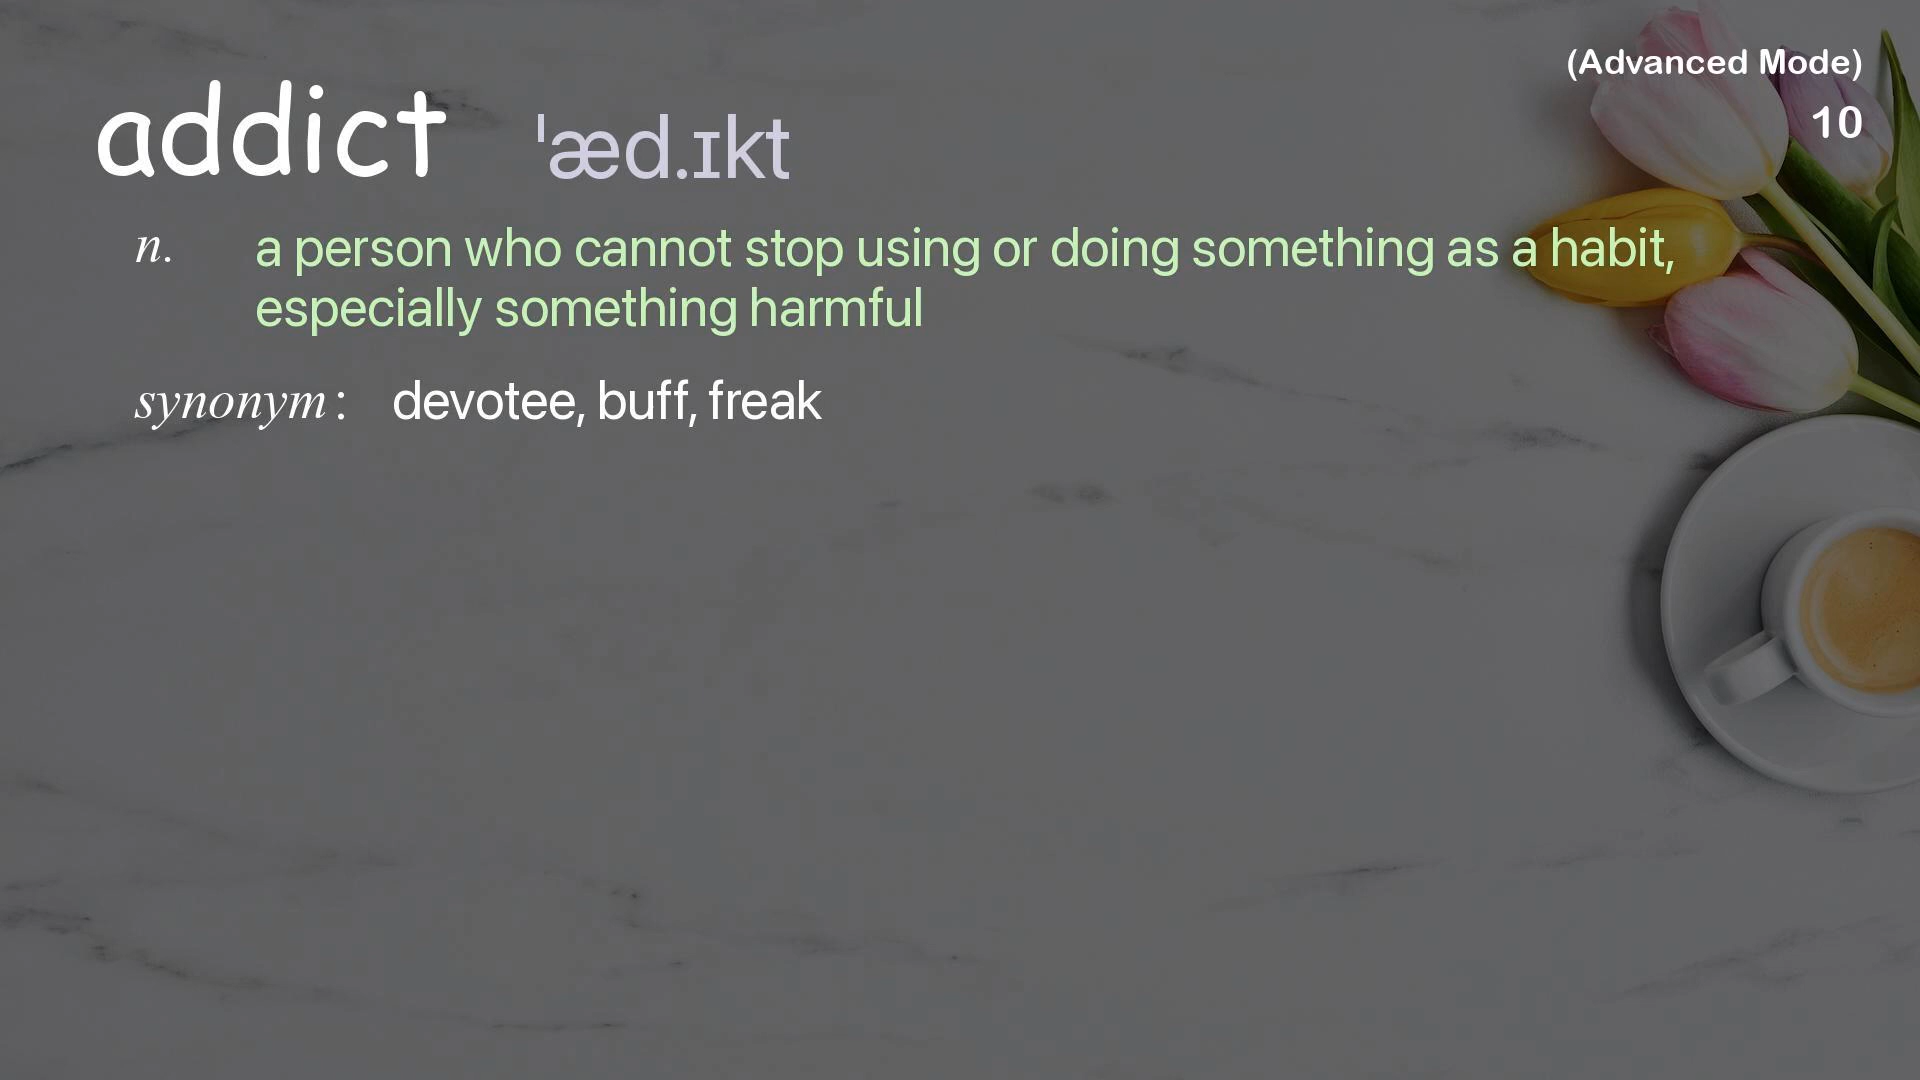 (Advanced Mode)
10
addict ˈæd.ɪkt
n. a person who cannot stop using or doing something as a habit,
especially something harmful
synonym : devotee, buff, freak